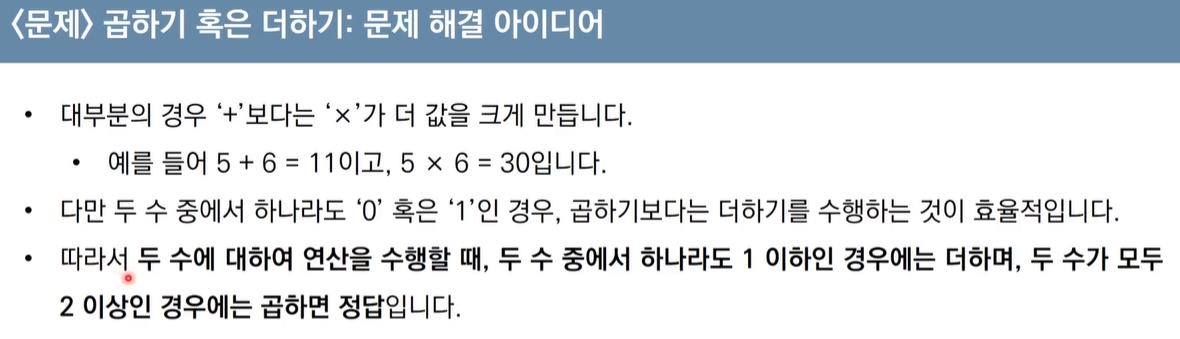 <문제> 곱하기 혹은 더하기: 문제 해결 아이디어
• 대부분의 경우 ‘+’보다는 ‘×’가 더 값을 크게 만듭니다.
• 예를 들어 5 + 6 = 11이고, 5 × 6 = 30입니다.
• 다만 두 수 중에서 하나라도 ‘0’ 혹은 ‘1’인 경우, 곱하기보다는 더하기를 수행하는 것이 효율적입니다.
• 따라서 두 수에 대하여 연산을 수행할 때, 두 수 중에서 하나라도 1 이하인 경우에는 더하며, 두 수가 모두
2 이상인 경우에는 곱하면 정답입니다.